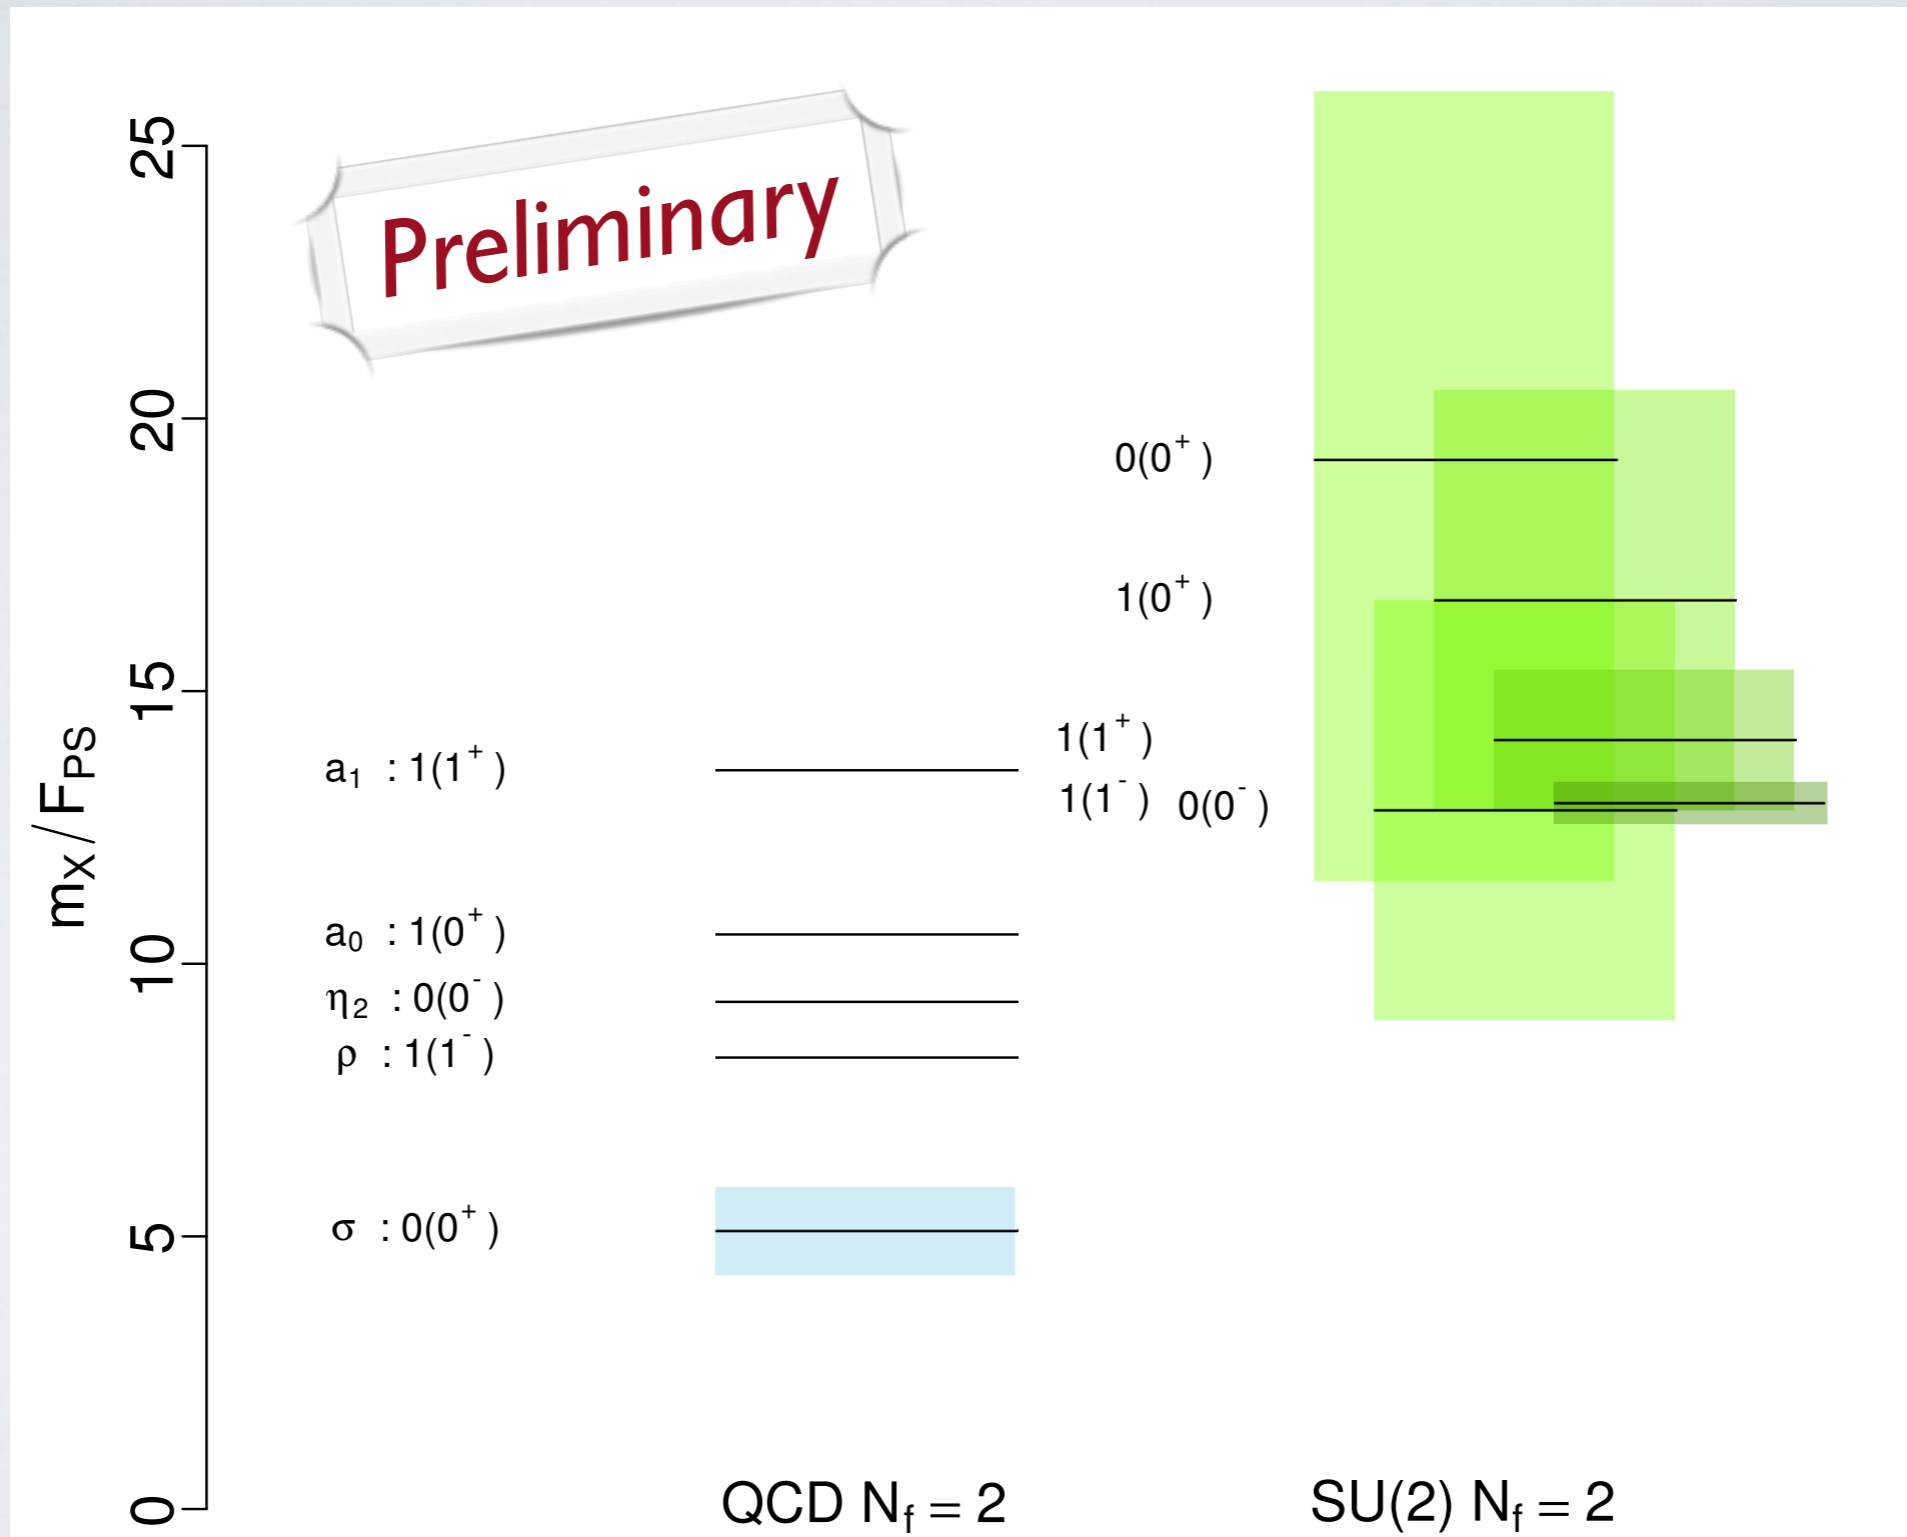 Preliminary
m_X / F_PS
25
20
15
10
5
0
a₁ : 1(1⁺)
a₀ : 1(0⁺)
η₂ : 0(0⁻)
ρ : 1(1⁻)
σ : 0(0⁺)
0(0⁺)
1(0⁺)
1(1⁺)
1(1⁻) 0(0⁻)
QCD N_f = 2
SU(2) N_f = 2